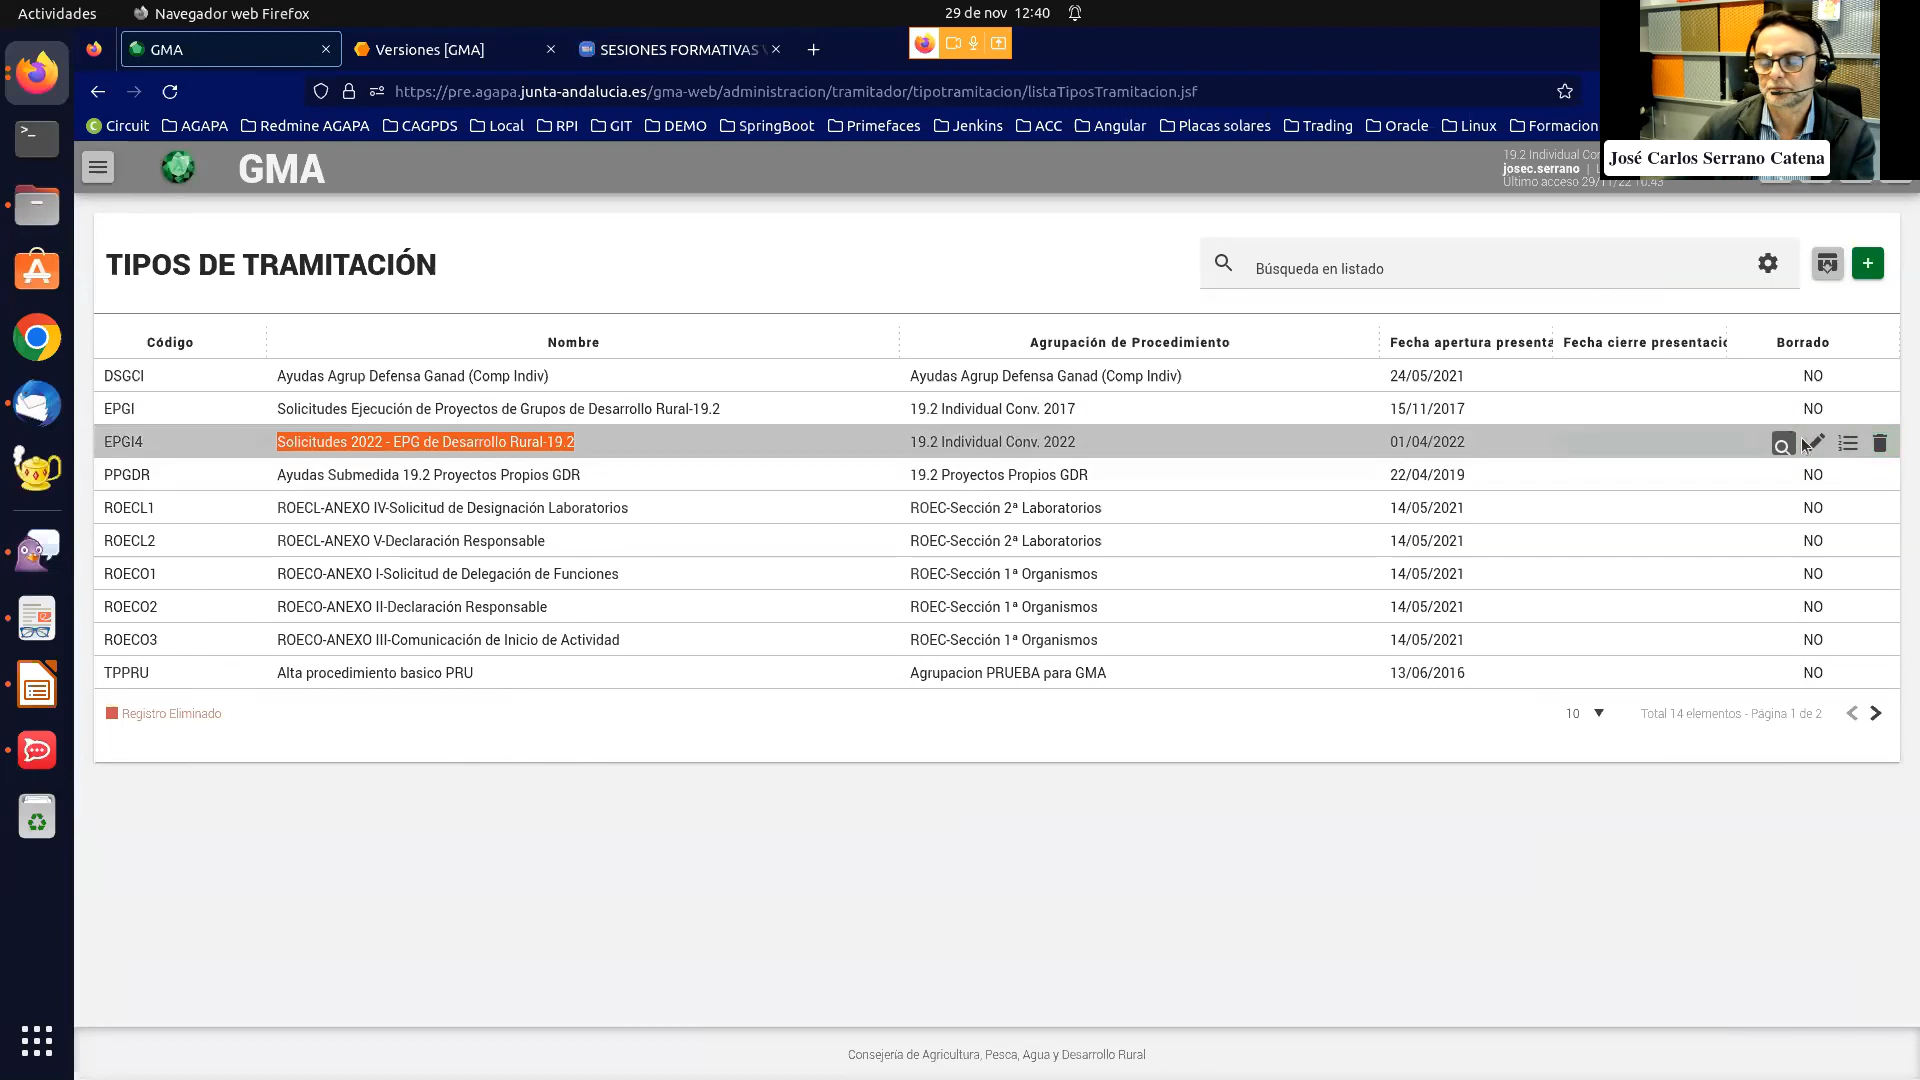 Actividades
Navegador web Firefox
29 de nov 12:40
GMA
Versiones [GMA]
SESIONES FORMATIVAS
https://pre.agapa.junta-andalucia.es/gma-web/administracion/tramitador/tipotramitacion/listaTiposTramitacion.jsf
Circuit
AGAPA
Redmine AGAPA
CAGPDS
Local
RPI
GIT
DEMO
SpringBoot
Primefaces
Jenkins
ACC
Angular
Placas solares
Trading
Oracle
Linux
Formacion
José Carlos Serrano Catena
GMA
19.2 Individual
josec.serrano |
Último acceso 29/11/22 10:43
TIPOS DE TRAMITACIÓN
Búsqueda en listado
Código Nombre Agrupación de Procedimiento Fecha apertura presenta Fecha cierre presentació Borrado
DSGCI Ayudas Agrup Defensa Ganad (Comp Indiv) Ayudas Agrup Defensa Ganad (Comp Indiv) 24/05/2021 NO
EPGI Solicitudes Ejecución de Proyectos de Grupos de Desarrollo Rural-19.2 19.2 Individual Conv. 2017 15/11/2017 NO
EPGI4 Solicitudes 2022 - EPG de Desarrollo Rural-19.2 19.2 Individual Conv. 2022 01/04/2022
PPGDR Ayudas Submedida 19.2 Proyectos Propios GDR 19.2 Proyectos Propios GDR 22/04/2019 NO
ROECL1 ROECL-ANEXO IV-Solicitud de Designación Laboratorios ROEC-Sección 2ª Laboratorios 14/05/2021 NO
ROECL2 ROECL-ANEXO V-Declaración Responsable ROEC-Sección 2ª Laboratorios 14/05/2021 NO
ROECO1 ROECO-ANEXO I-Solicitud de Delegación de Funciones ROEC-Sección 1ª Organismos 14/05/2021 NO
ROECO2 ROECO-ANEXO II-Declaración Responsable ROEC-Sección 1ª Organismos 14/05/2021 NO
ROECO3 ROECO-ANEXO III-Comunicación de Inicio de Actividad ROEC-Sección 1ª Organismos 14/05/2021 NO
TPPRU Alta procedimiento basico PRU Agrupacion PRUEBA para GMA 13/06/2016 NO
Registro Eliminado
10
Total 14 elementos - Página 1 de 2
Consejería de Agricultura, Pesca, Agua y Desarrollo Rural